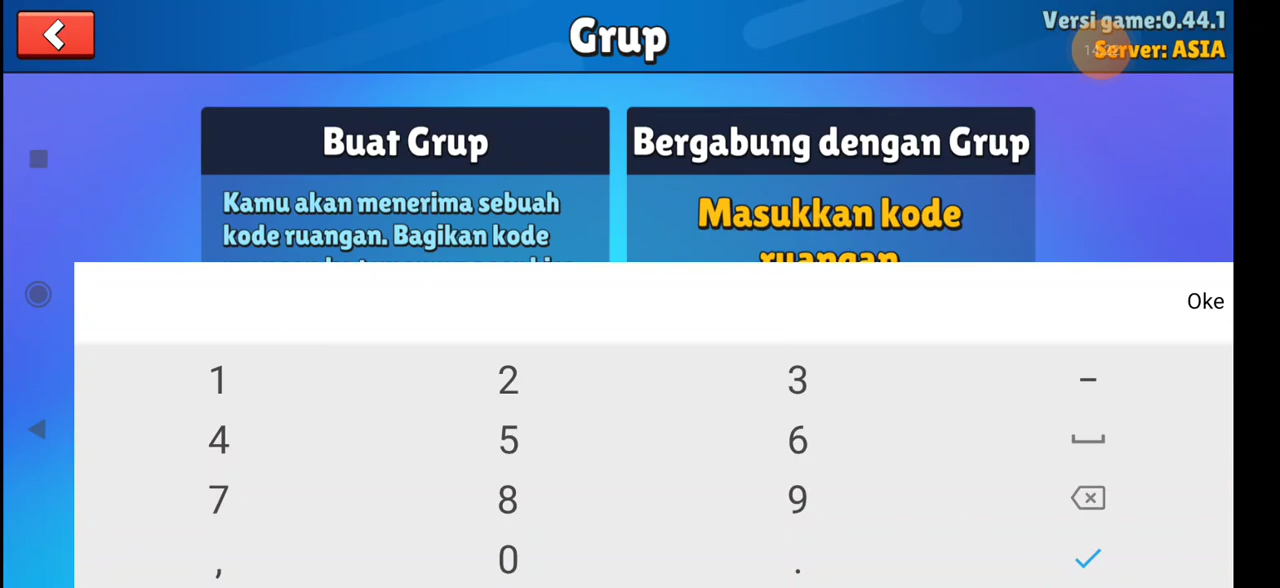 Grup
Versi game:0.44.1
Server: ASIA
Buat Grup
Bergabung dengan Grup
Kamu akan menerima sebuah
kode ruangan. Bagikan kode
Masukkan kode
ruangan
Oke
1 2 3 -
4 5 6
7 8 9
, 0 .